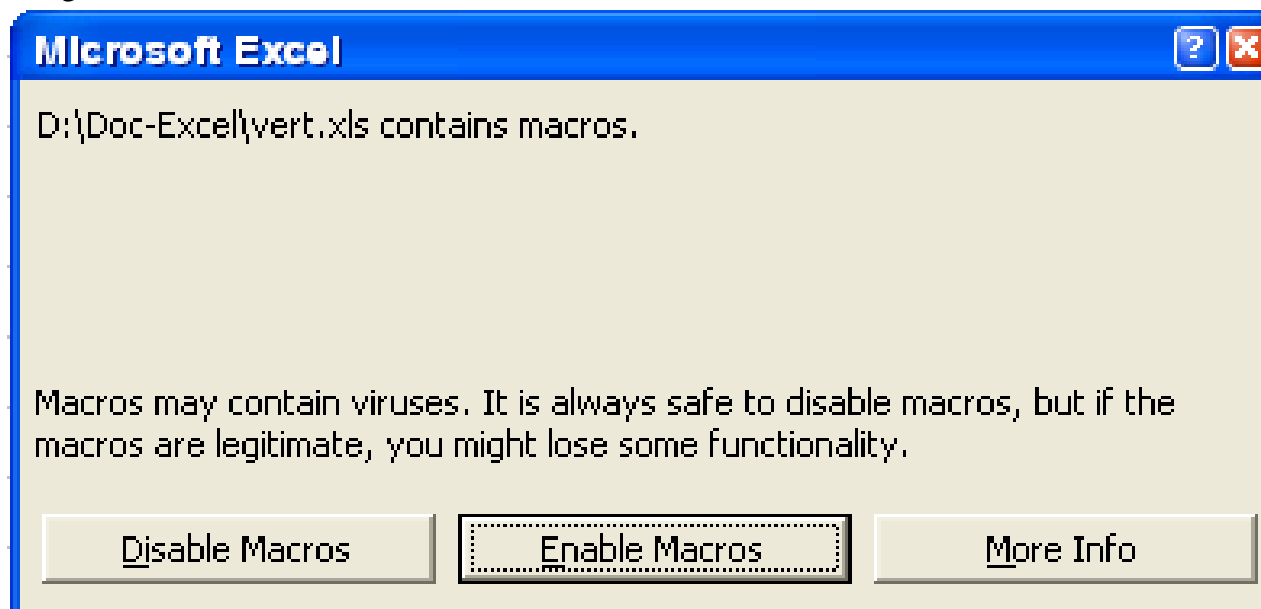 Microsoft Excel
D:\Doc-Excel\vert.xls contains macros.
Macros may contain viruses. It is always safe to disable macros, but if the
macros are legitimate, you might lose some functionality.
Disable Macros Enable Macros More Info